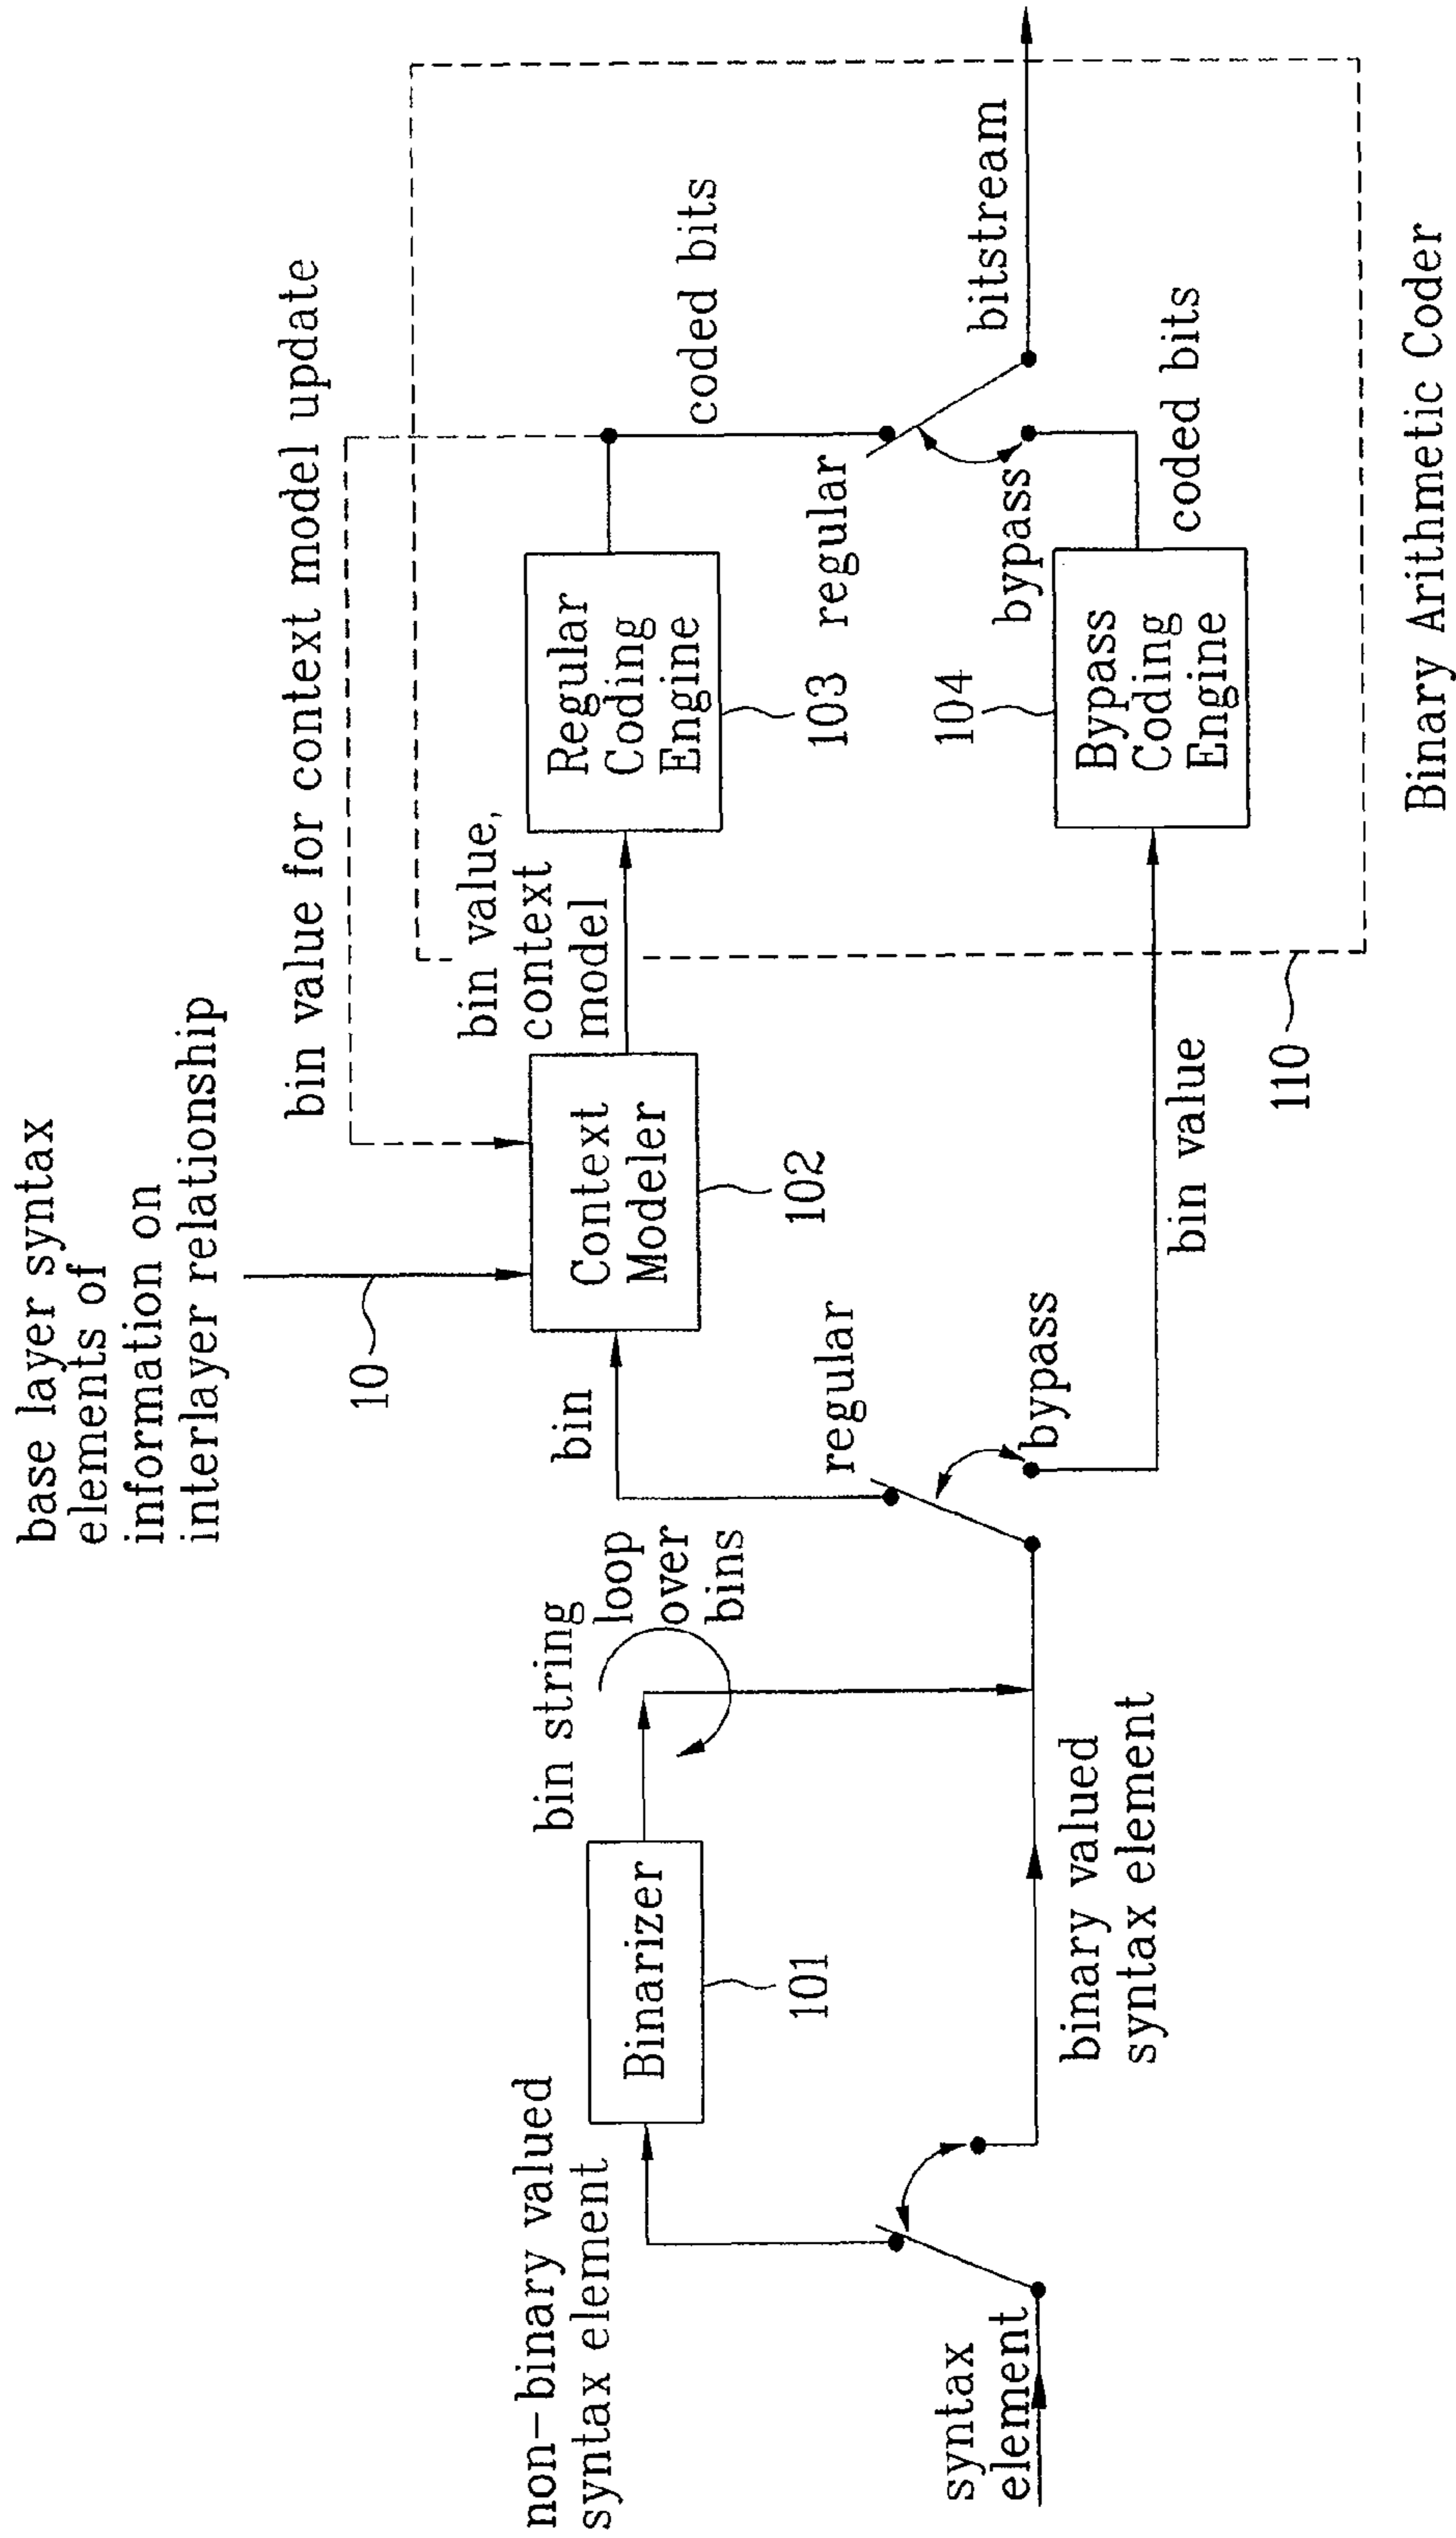 base layer syntax
elements of
information on
interlayer relationship
10
bin value for context model update
non-binary valued
syntax element
Binarizer
101
bin string
loop
over
bins
bin
Context
Modeler
102
bin value,
context
model
Regular
Coding
Engine
103
coded bits
regular
bypass
bitstream
syntax
element
binary valued
syntax element
regular
bypass
bin value
104
Bypass
Coding
Engine
coded bits
110
Binary Arithmetic Coder